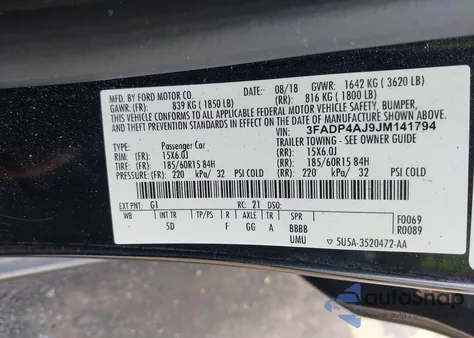 MFD. BY FORD MOTOR CO.
DATE: 08/18 GVWR: 1642 KG ( 3620 LB)
GAWR: (FR): 839 KG ( 1850 LB) (RR): 816 KG ( 1800 LB)
THIS VEHICLE CONFORMS TO ALL APPLICABLE FEDERAL MOTOR VEHICLE SAFETY, BUMPER,
AND THEFT PREVENTION STANDARDS IN EFFECT ON THE DATE OF MANUFACTURE SHOWN ABOVE.
VIN: 3FADP4AJ9JM141794
TYPE: Passenger Car TRAILER TOWING - SEE OWNER GUIDE
RIM: (FR): 15X6.0J (RR): 15X6.0J
TIRE: (FR): 185/60R15 84H (RR): 185/60R15 84H
COLD PRESSURE: (FR): 220 kPa/ 32 PSI COLD (RR): 220 kPa/ 32 PSI COLD
EXT PNT: G1 RC: 21 DSO:
WB INT TR TP/PS R AXLE TR SPR F0069
- 5D F GG A BBBB R0089
UMU ▽ 5U5A-3520472-AA
AutoSnap
WWW.AUTOSNAP.CLOUD